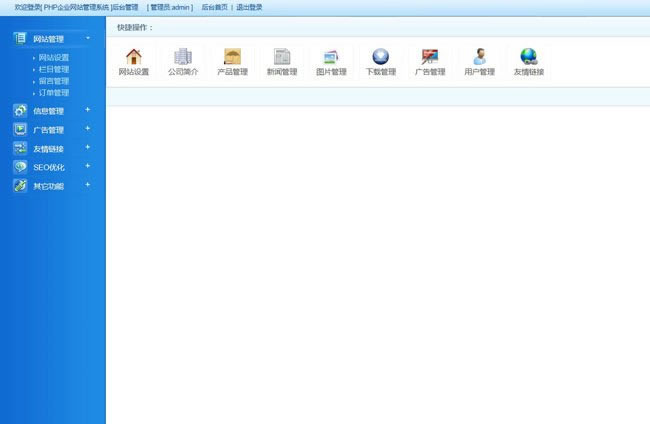 欢迎登录[ PHP企业网站管理系统 ]后台管理 [ 管理员:admin ] 后台首页 | 退出登录
快捷操作：
网站设置 公司简介 产品管理 新闻管理 图片管理 下载管理 广告管理 用户管理 友情链接
网站管理 -
网站设置
栏目管理
留言管理
订单管理
信息管理 +
广告管理 +
友情链接 +
SEO优化 +
其它功能 +